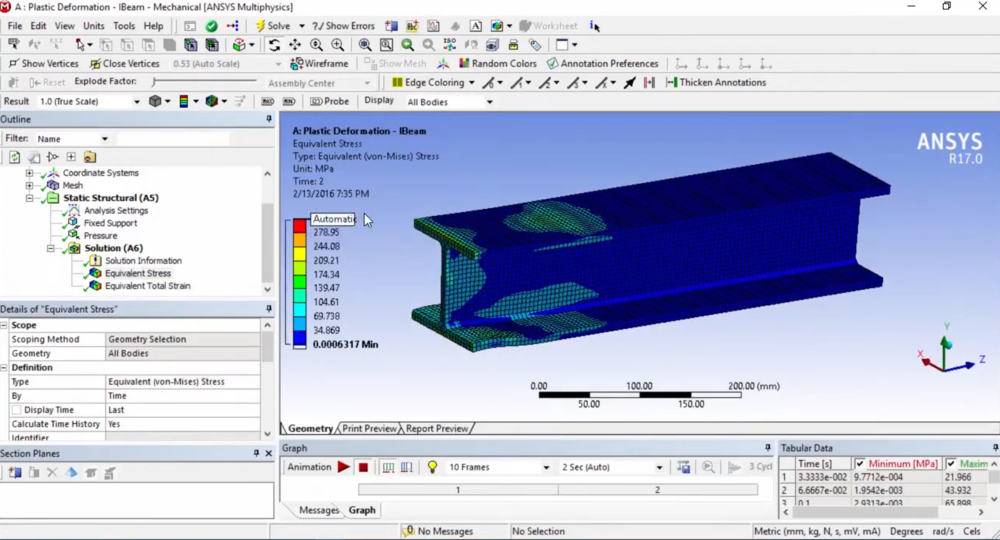 A : Plastic Deformation - IBeam - Mechanical [ANSYS Multiphysics]
File Edit View Units Tools Help Solve ?/ Show Errors Worksheet
ISO
Show Vertices Close Vertices 0.53 (Auto Scale) Wireframe Show Mesh Random Colors Annotation Preferences
Reset Explode Factor: Assembly Center Edge Coloring Thicken Annotations
Result 1.0 (True Scale) MAX MIN Probe Display All Bodies
Outline
Filter: Name
Coordinate Systems
Mesh
Static Structural (A5)
Analysis Settings
Fixed Support
Pressure
Solution (A6)
Solution Information
Equivalent Stress
Equivalent Total Strain
Details of "Equivalent Stress"
Scope
Scoping Method Geometry Selection
Geometry All Bodies
Definition
Type Equivalent (von-Mises) Stress
By Time
Display Time Last
Calculate Time History Yes
Identifier
Section Planes
A: Plastic Deformation - IBeam
Equivalent Stress
Type: Equivalent (von-Mises) Stress
Unit: MPa
Time: 2
2/13/2016 7:35 PM
Automatic
278.95
244.08
209.21
174.34
139.47
104.61
69.738
34.869
0.0006317 Min
ANSYS
R17.0
Y
X
Z
0.00 100.00 200.00 (mm)
50.00 150.00
Geometry Print Preview Report Preview
Graph
Animation 10 Frames 2 Sec (Auto) 3 Cycl
1 2
Messages Graph
Tabular Data
Time [s] Minimum [MPa] Maxim
1 3.3333e-002 9.7712e-004 21.966
2 6.6667e-002 1.9542e-003 43.932
3 0.1 2.9313e-003 65.898
No Messages No Selection Metric (mm, kg, N, s, mV, mA) Degrees rad/s Cels